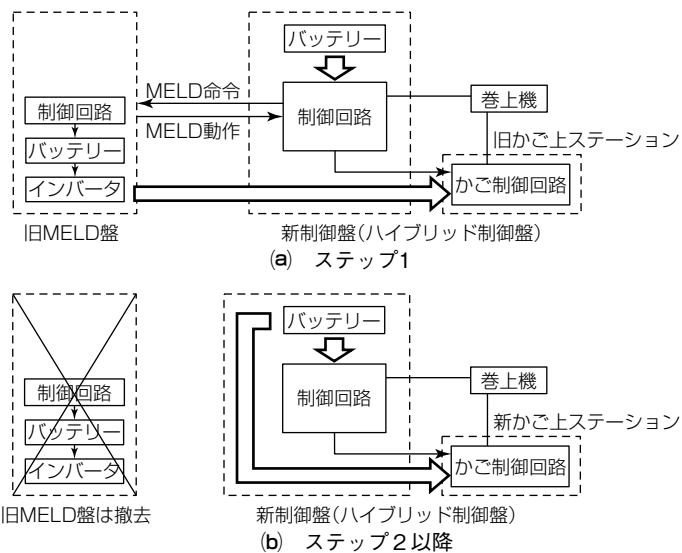 バッテリー
MELD命令
制御回路
制御回路
巻上機
MELD動作
旧かご上ステーション
バッテリー
かご制御回路
インバータ
旧MELD盤
新制御盤(ハイブリッド制御盤)
(a) ステップ1
バッテリー
制御回路
制御回路
巻上機
新かご上ステーション
バッテリー
かご制御回路
インバータ
旧MELD盤は撤去
新制御盤(ハイブリッド制御盤)
(b) ステップ2以降